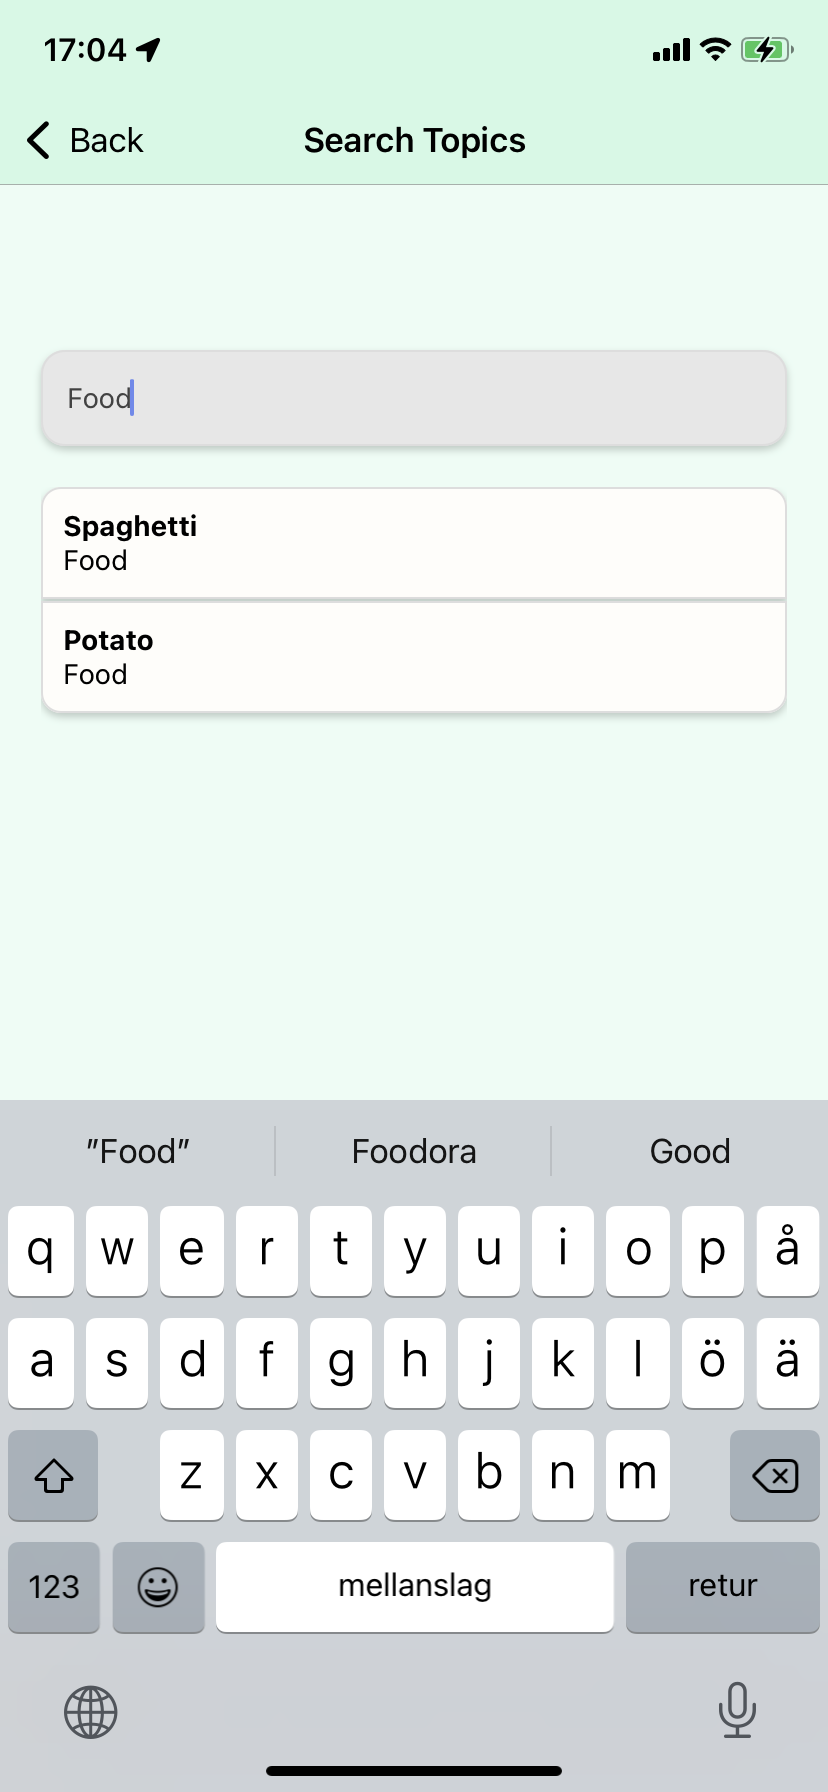 17:04
Back
Search Topics
Food
Spaghetti
Food
Potato
Food
"Food"
Foodora
Good
q w e r t y u i o p å
a s d f g h j k l ö ä
z x c v b n m
123
mellanslag
retur